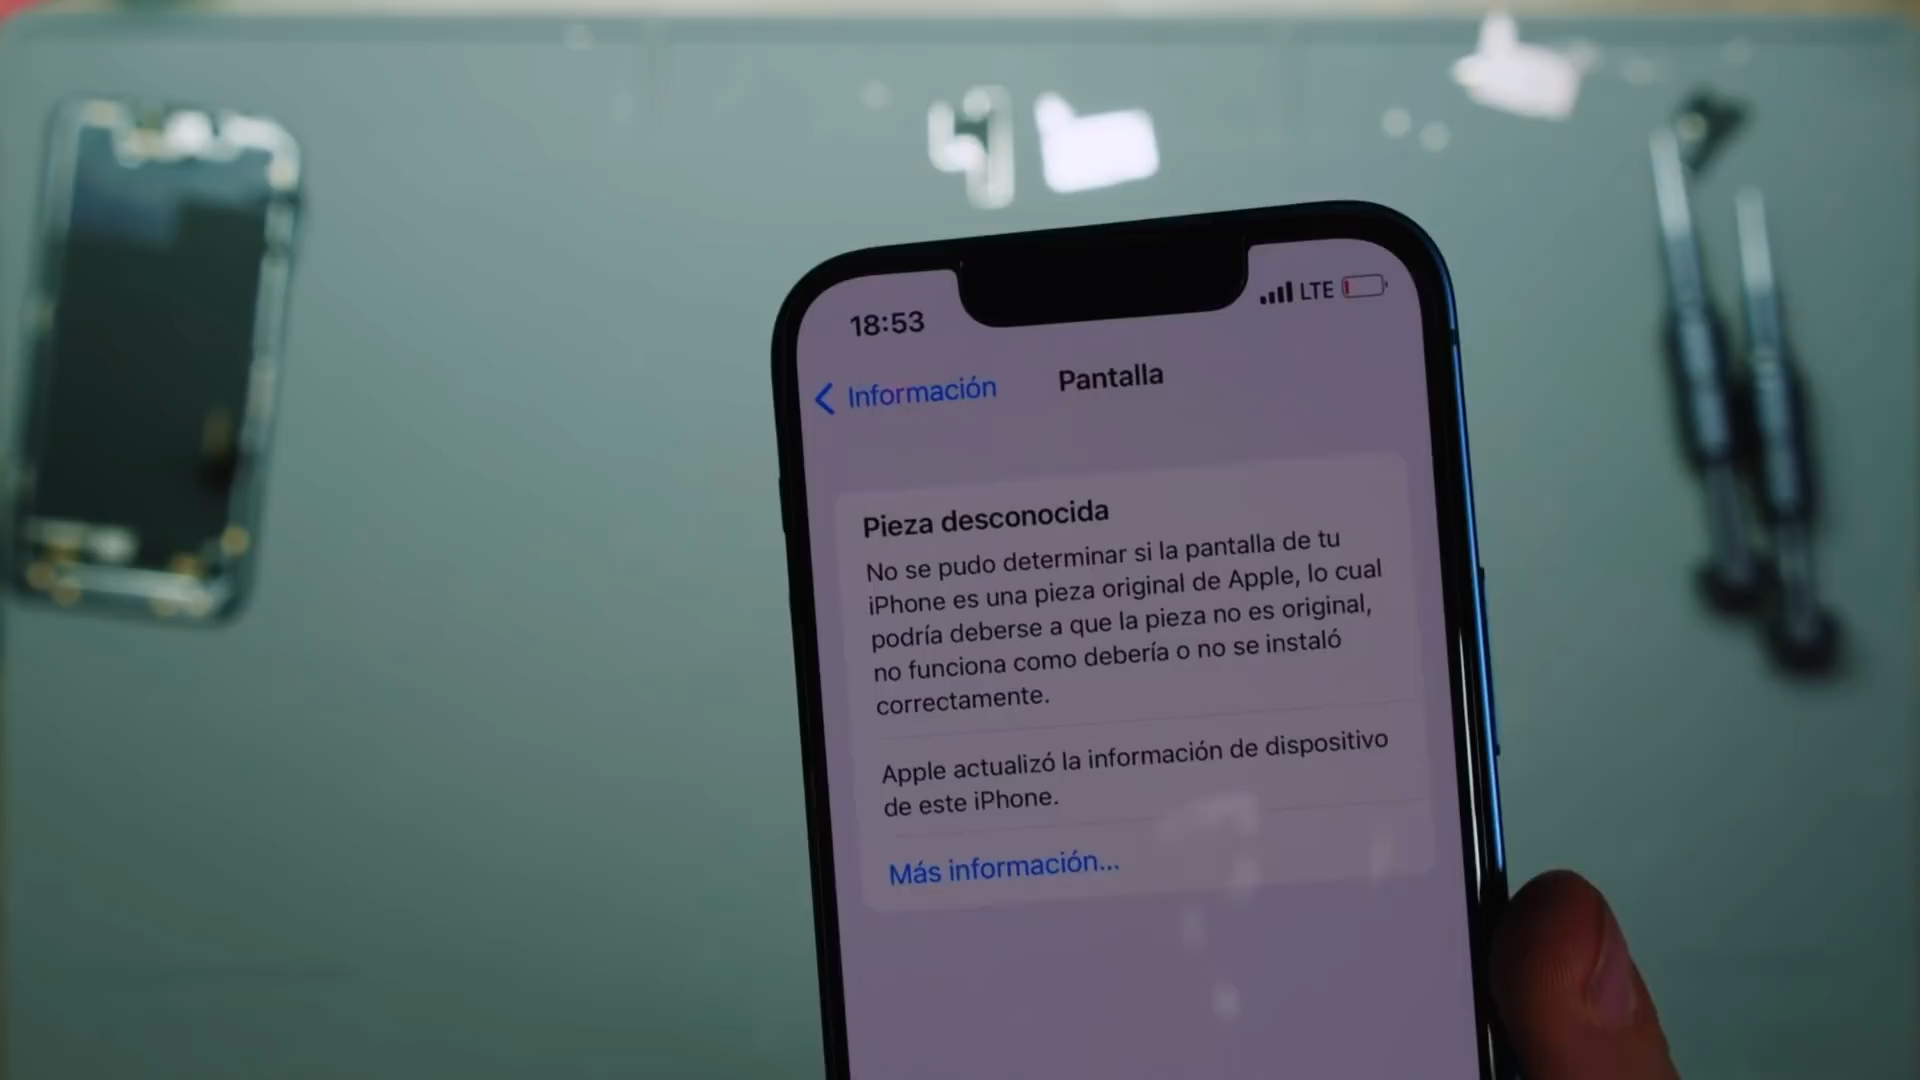 18:53
LTE
Información
Pantalla
Pieza desconocida
No se pudo determinar si la pantalla de tu
iPhone es una pieza original de Apple, lo cual
podría deberse a que la pieza no es original,
no funciona como debería o no se instaló
correctamente.
Apple actualizó la información de dispositivo
de este iPhone.
Más información...